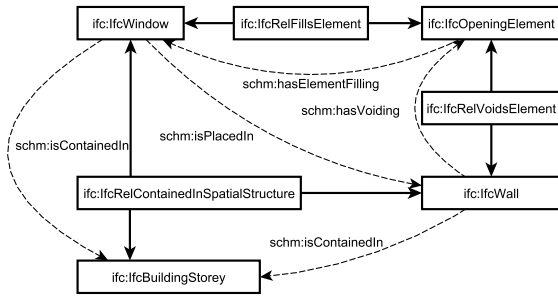 ifc:IfcWindow
ifc:IfcRelFillsElement
ifc:IfcOpeningElement
schm:hasElementFilling
schm:hasVoiding
ifc:IfcRelVoidsElement
schm:isPlacedIn
schm:isContainedIn
ifc:IfcRelContainedInSpatialStructure
ifc:IfcWall
schm:isContainedIn
ifc:IfcBuildingStorey